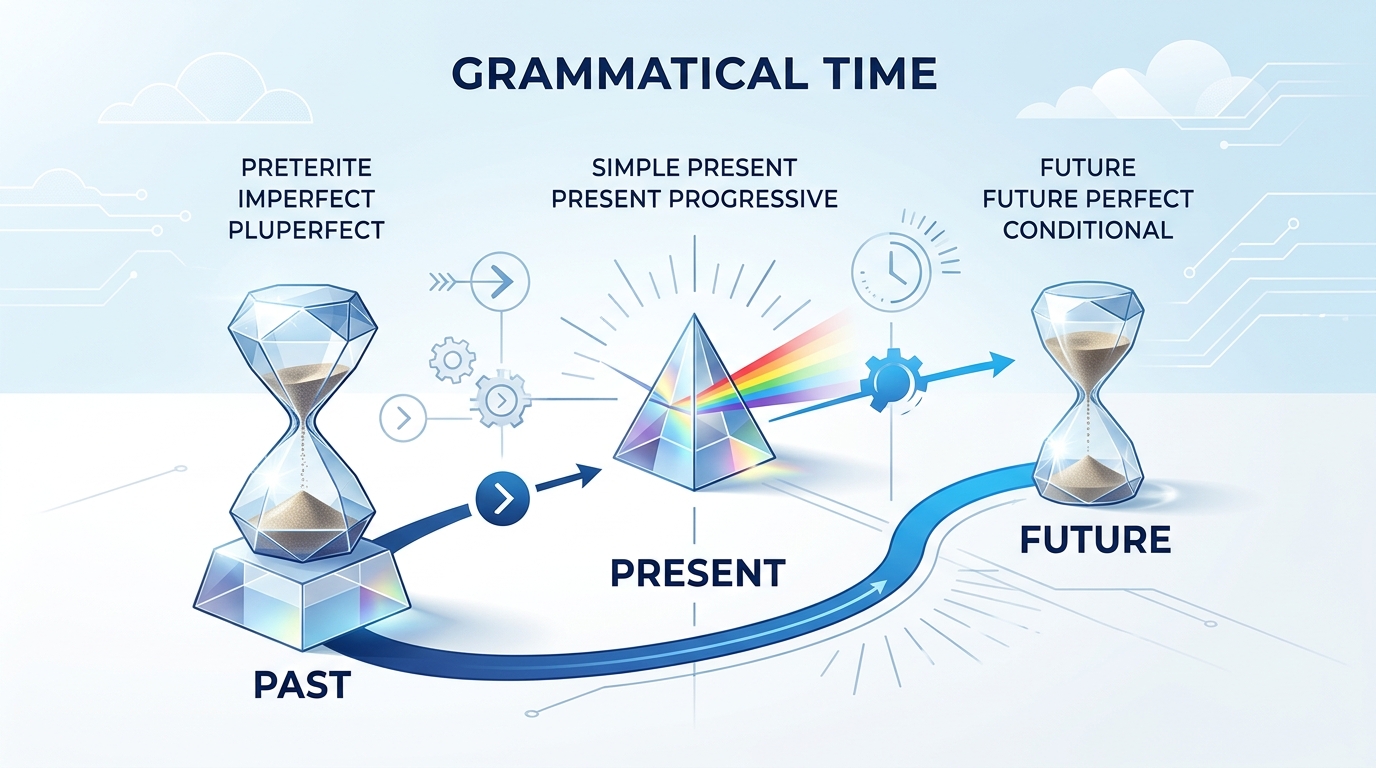 GRAMMATICAL TIME
PRETERITE
IMPERFECT
PLUPERFECT
SIMPLE PRESENT
PRESENT PROGRESSIVE
FUTURE
FUTURE PERFECT
CONDITIONAL
PAST
PRESENT
FUTURE